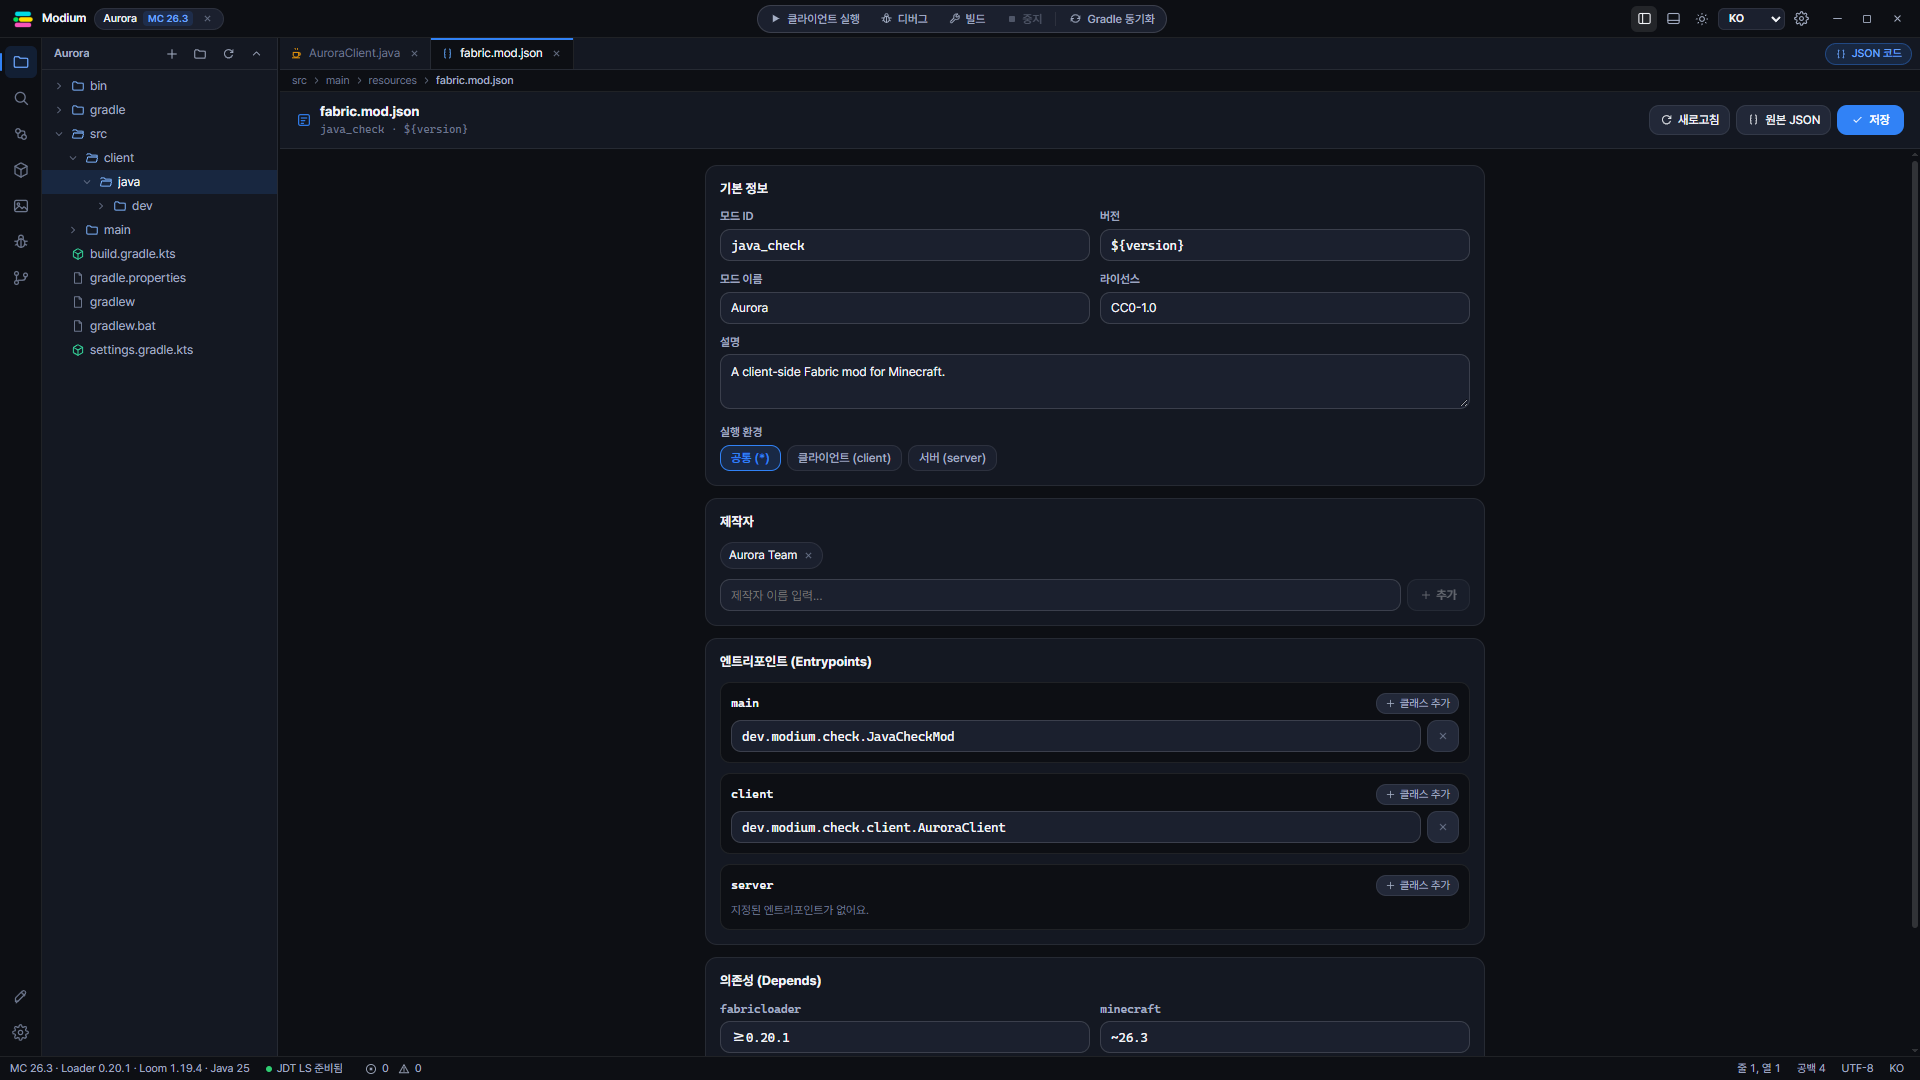 Modium Aurora MC 26.3
클라이언트 실행 디버그 빌드 중지 Gradle 동기화
KO
Aurora
AuroraClient.java
fabric.mod.json
JSON 코드
bin
gradle
src
client
java
dev
main
build.gradle.kts
gradle.properties
gradlew
gradlew.bat
settings.gradle.kts
src > main > resources > fabric.mod.json
fabric.mod.json
java_check · ${version}
새로고침 원본 JSON 저장
기본 정보
모드 ID 버전
java_check ${version}
모드 이름 라이선스
Aurora CC0-1.0
설명
A client-side Fabric mod for Minecraft.
실행 환경
공통 (*) 클라이언트 (client) 서버 (server)
제작자
Aurora Team
제작자 이름 입력...
+ 추가
엔트리포인트 (Entrypoints)
main + 클래스 추가
dev.modium.check.JavaCheckMod
client + 클래스 추가
dev.modium.check.client.AuroraClient
server + 클래스 추가
지정된 엔트리포인트가 없어요.
의존성 (Depends)
fabricloader minecraft
≥0.20.1 ~26.3
MC 26.3 · Loader 0.20.1 · Loom 1.19.4 · Java 25 JDT LS 준비됨 0 0
줄 1, 열 1 공백 4 UTF-8 KO